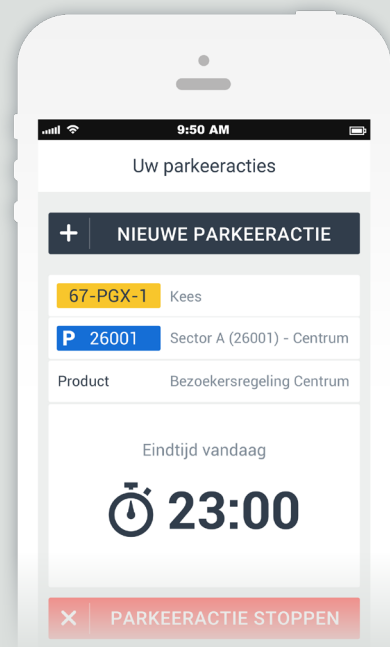 9:50 AM
Uw parkeeracties
+ NIEUWE PARKEERACTIE
67-PGX-1 Kees
P 26001 Sector A (26001) - Centrum
Product Bezoekersregeling Centrum
Eindtijd vandaag
23:00
PARKEERACTIE STOPPEN